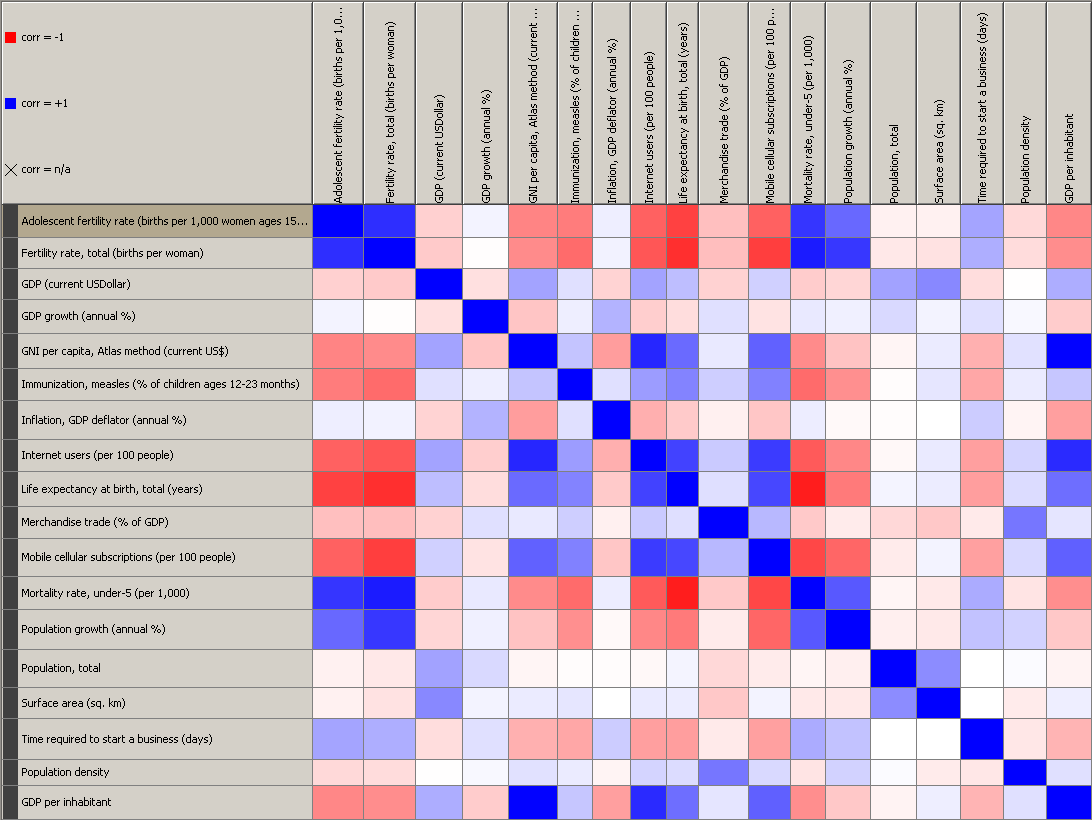 corr = -1
corr = +1
corr = n/a
Adolescent fertility rate (births per 1,0...
Fertility rate, total (births per woman)
GDP (current USDollar)
GDP growth (annual %)
GNI per capita, Atlas method (current ...
Immunization, measles (% of children ...
Inflation, GDP deflator (annual %)
Internet users (per 100 people)
Life expectancy at birth, total (years)
Merchandise trade (% of GDP)
Mobile cellular subscriptions (per 100 p...
Mortality rate, under-5 (per 1,000)
Population growth (annual %)
Population, total
Surface area (sq. km)
Time required to start a business (days)
Population density
GDP per inhabitant
Adolescent fertility rate (births per 1,000 women ages 15...
Fertility rate, total (births per woman)
GDP (current USDollar)
GDP growth (annual %)
GNI per capita, Atlas method (current US$)
Immunization, measles (% of children ages 12-23 months)
Inflation, GDP deflator (annual %)
Internet users (per 100 people)
Life expectancy at birth, total (years)
Merchandise trade (% of GDP)
Mobile cellular subscriptions (per 100 people)
Mortality rate, under-5 (per 1,000)
Population growth (annual %)
Population, total
Surface area (sq. km)
Time required to start a business (days)
Population density
GDP per inhabitant